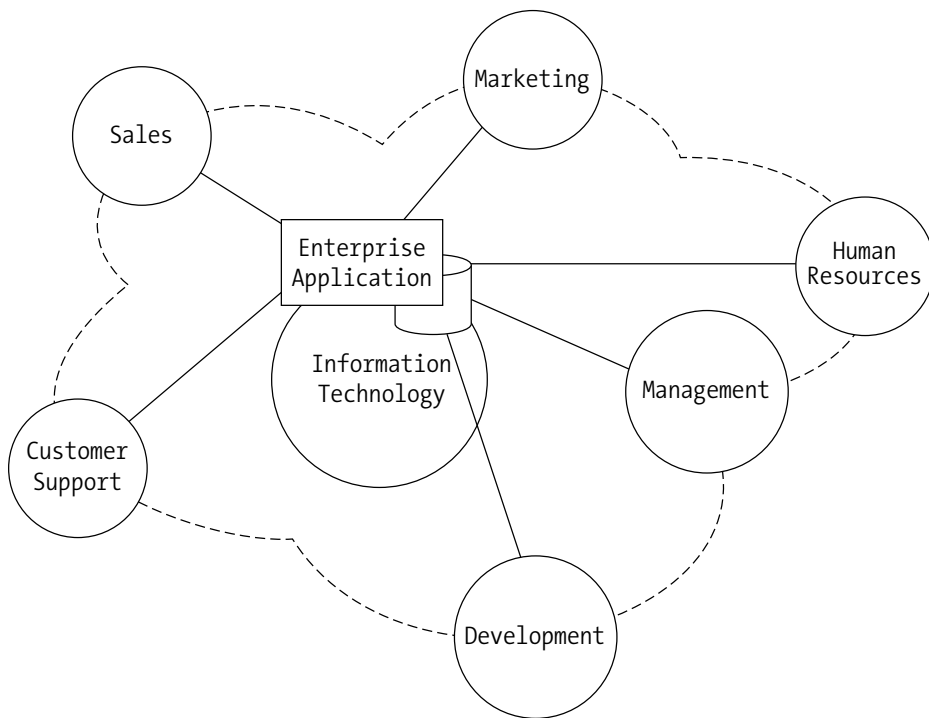 Marketing
Sales
Enterprise
Application
Human
Resources
Information
Technology
Management
Customer
Support
Development